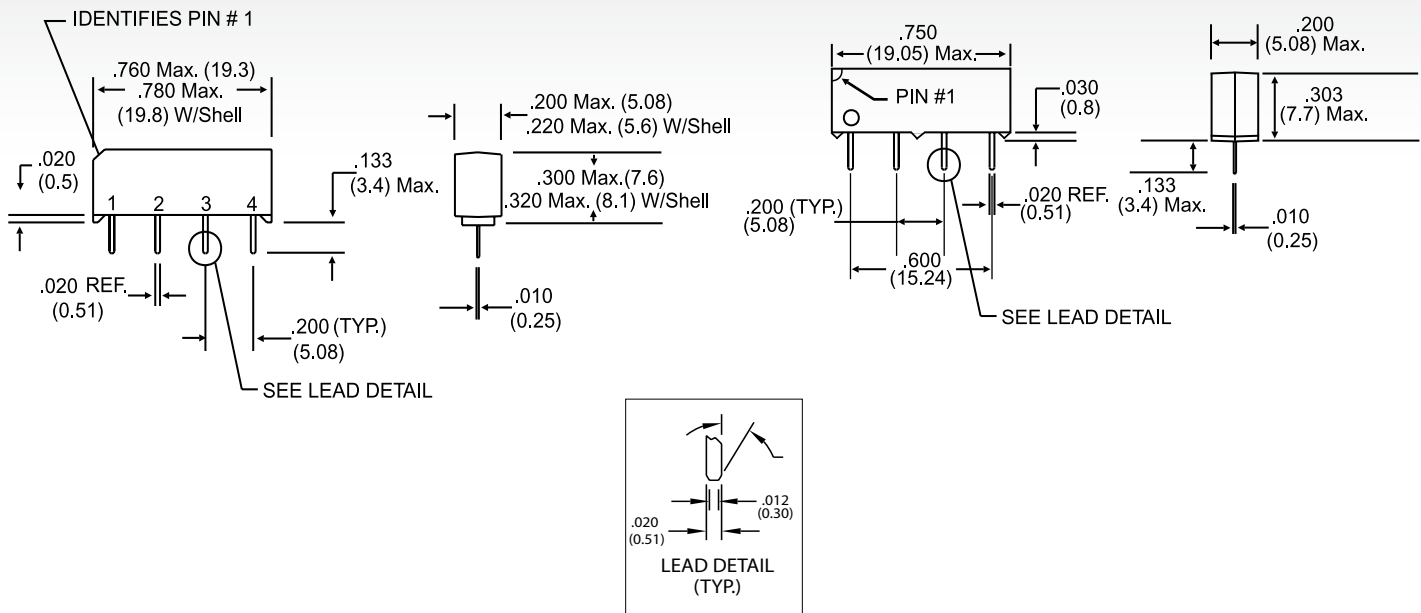 IDENTIFIES PIN # 1
.760 Max. (19.3)
.780 Max.
(19.8) W/Shell
.020
(0.5)
1 2 3 4
.133
(3.4) Max.
.020 REF.
(0.51)
.200 (TYP.)
(5.08)
SEE LEAD DETAIL
.200 Max. (5.08)
.220 Max. (5.6) W/Shell
.300 Max.(7.6)
.320 Max. (8.1) W/Shell
.010
(0.25)
.750
(19.05) Max.
PIN #1
.030
(0.8)
.200 (TYP.)
(5.08)
.020 REF.
(0.51)
.600
(15.24)
SEE LEAD DETAIL
.200
(5.08) Max.
.303
(7.7) Max.
.133
(3.4) Max.
.010
(0.25)
.012
(0.30)
.020
(0.51)
LEAD DETAIL
(TYP.)